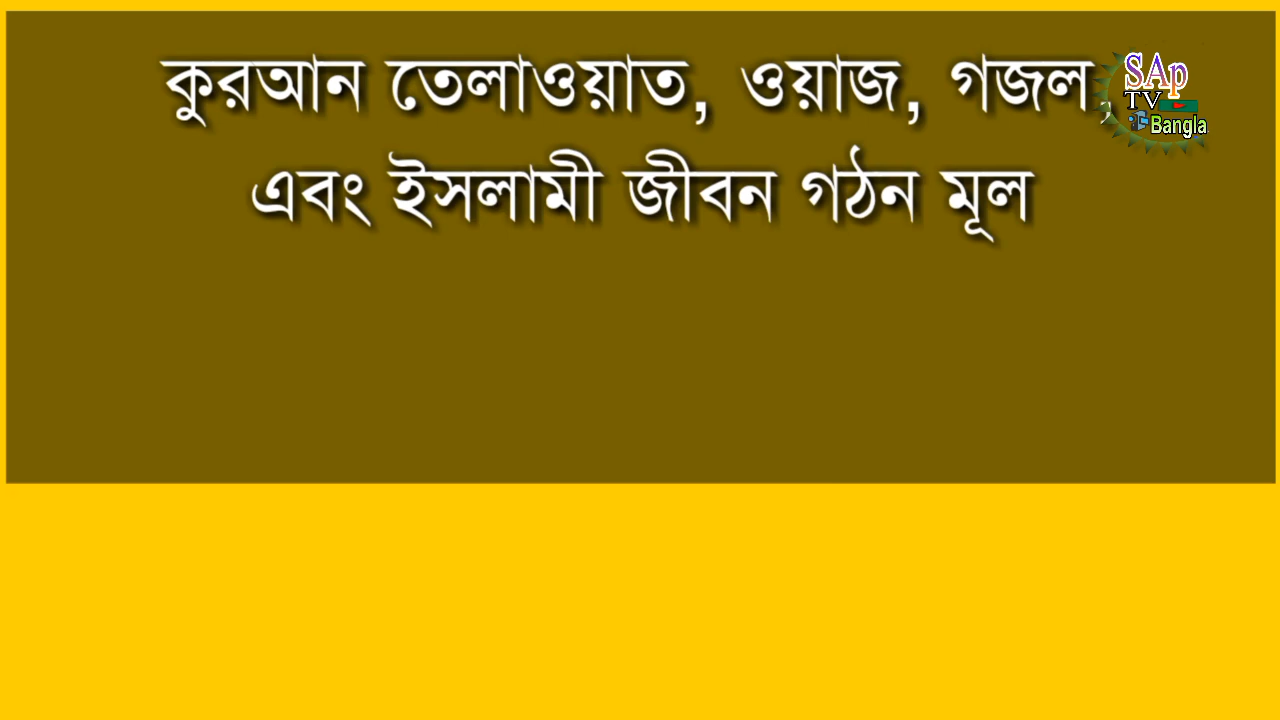 কুরআন তেলাওয়াত, ওয়াজ, গজল,
এবং ইসলামী জীবন গঠন মূল
SAp
TV
Bangla